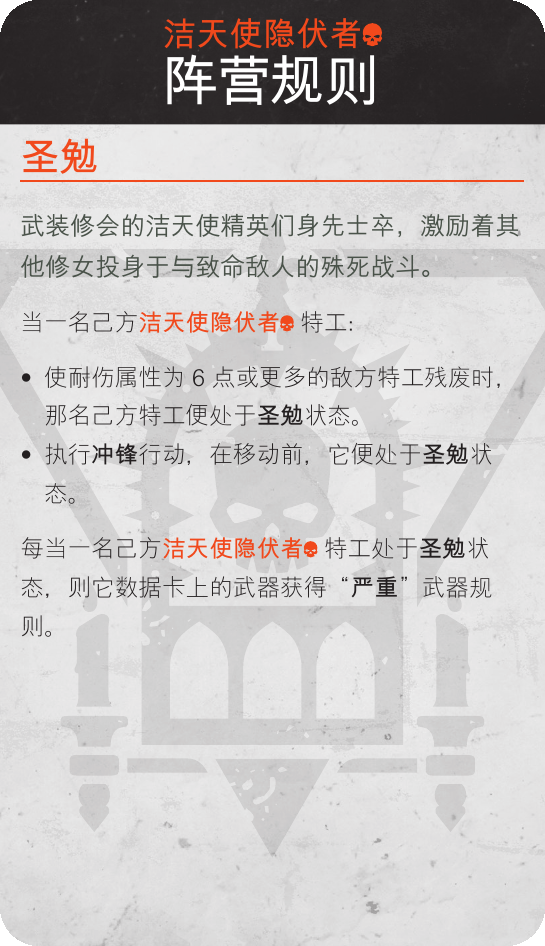 洁天使隐伏者
阵营规则
圣勉
武装修会的洁天使精英们身先士卒，激励着其
他修女投身于与致命敌人的殊死战斗。
当一名己方洁天使隐伏者 特工：
• 使耐伤属性为 6 点或更多的敌方特工残废时，
那名己方特工便处于圣勉状态。
• 执行冲锋行动，在移动前，它便处于圣勉状
态。
每当一名己方洁天使隐伏者 特工处于圣勉状
态，则它数据卡上的武器获得“严重”武器规
则。